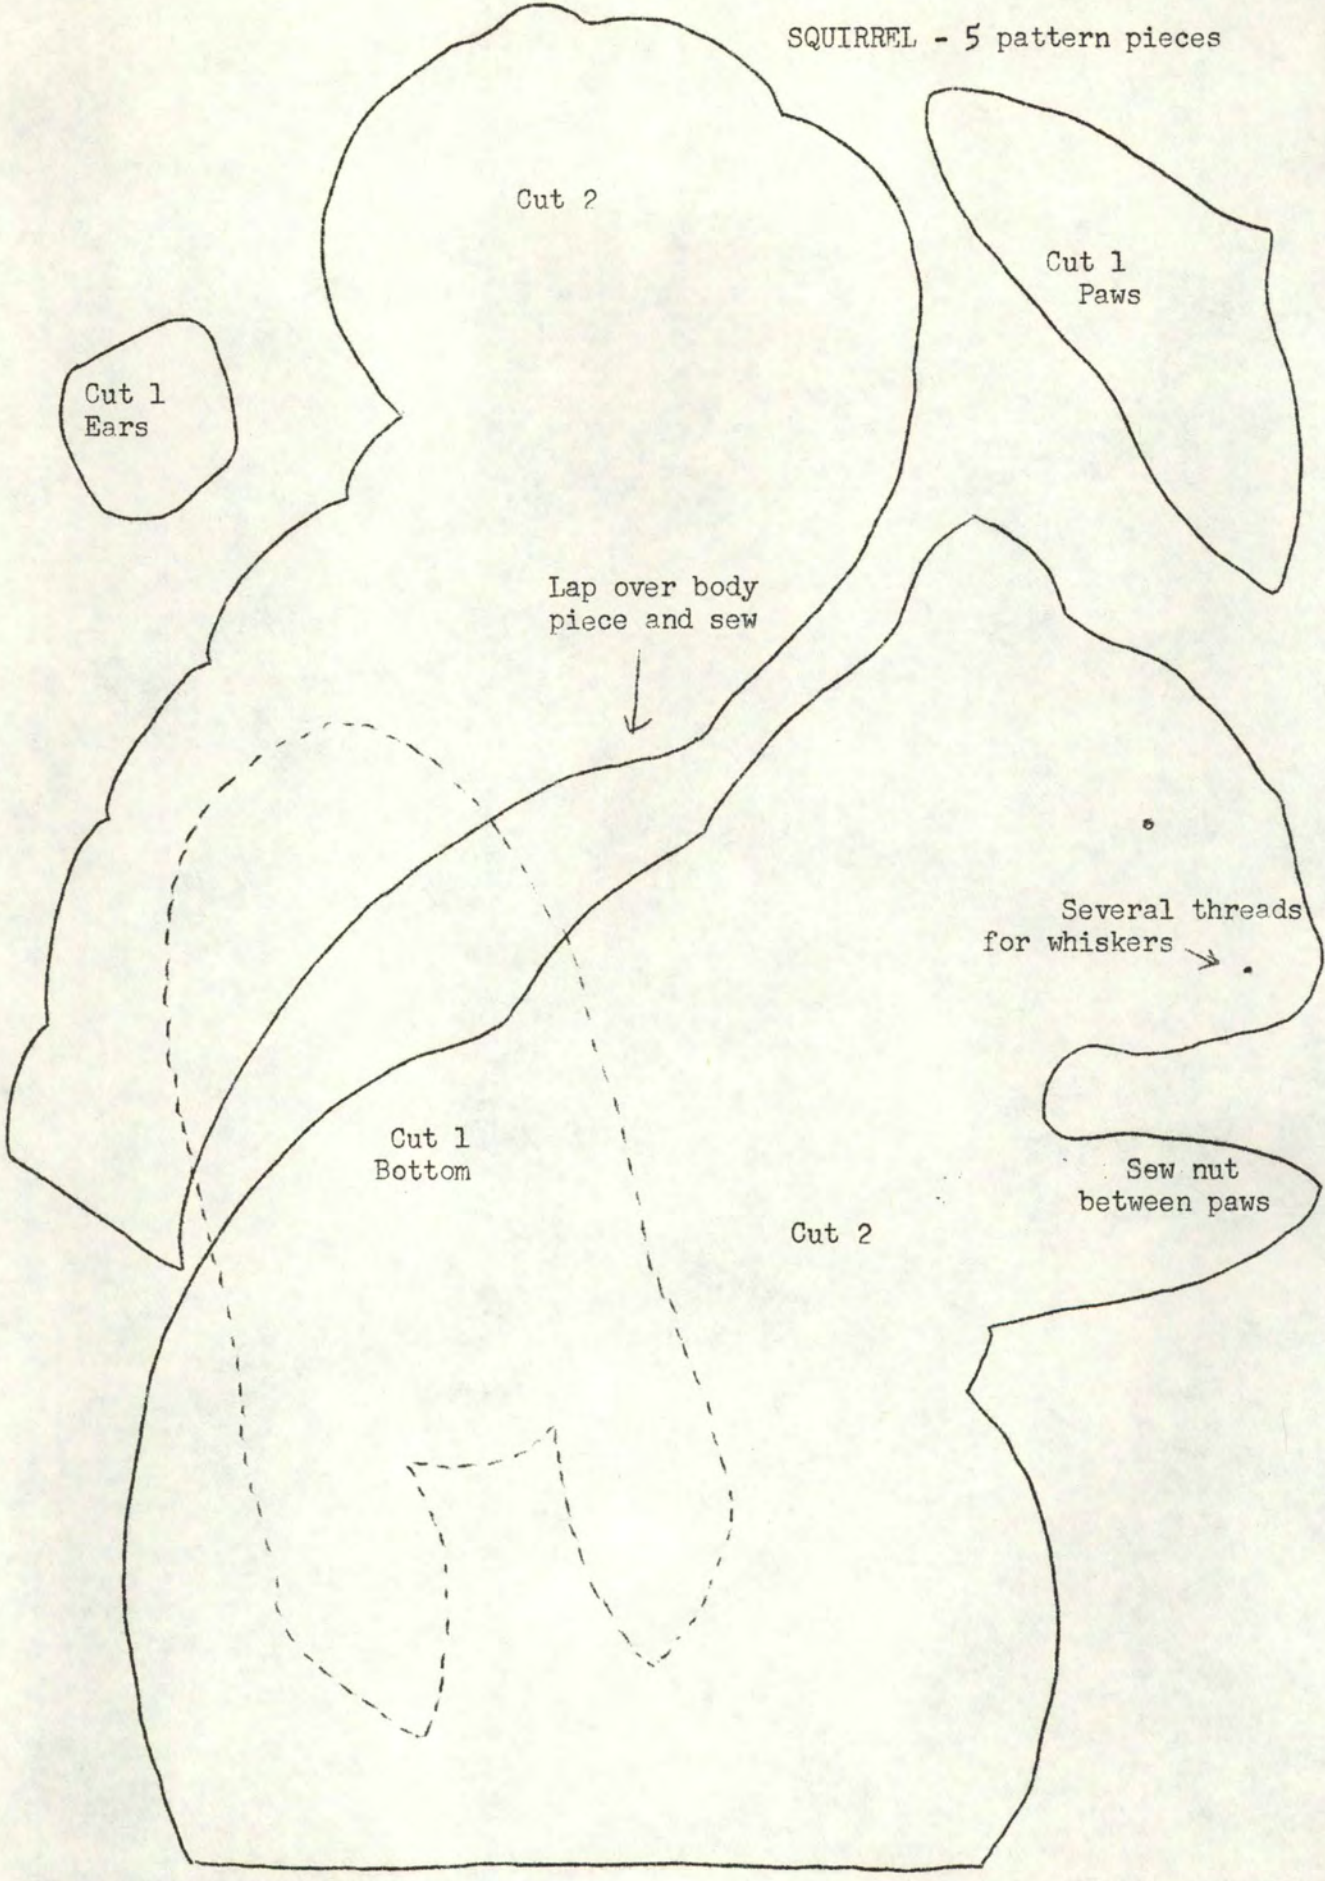 SQUIRREL - 5 pattern pieces
Cut 2
Cut 1
Paws
Cut 1
Ears
Lap over body
piece and sew
Several threads
for whiskers
Cut 1
Bottom
Sew nut
between paws
Cut 2